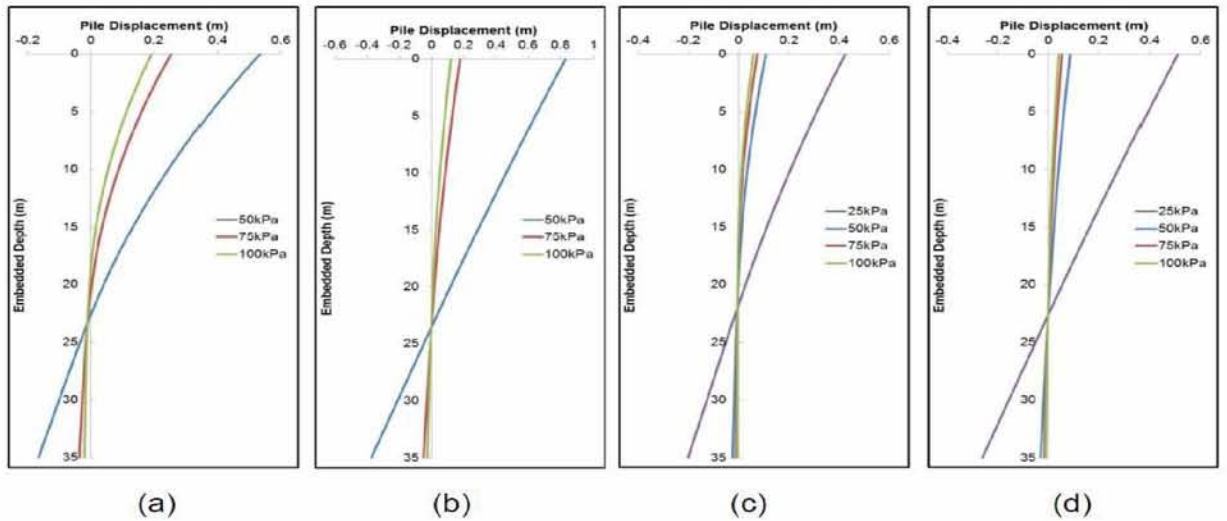 Pile Displacement (m)
-0.2 0 0.2 0.4 0.6
0
5
10
15
20
25
30
35
Embedded Depth (m)
50kPa
75kPa
100kPa
(a)
Pile Displacement (m)
-0.6 -0.4 -0.2 0 0.2 0.4 0.6 0.8 1
0
5
10
15
20
25
30
35
Embedded Depth (m)
50kPa
75kPa
100kPa
(b)
Pile Displacement (m)
-0.4 -0.2 0 0.2 0.4 0.6
0
5
10
15
20
25
30
35
Embedded Depth (m)
25kPa
50kPa
75kPa
100kPa
(c)
Pile Displacement (m)
-0.4 -0.2 0 0.2 0.4 0.6
0
5
10
15
20
25
30
35
Embedded Depth (m)
25kPa
50kPa
75kPa
100kPa
(d)